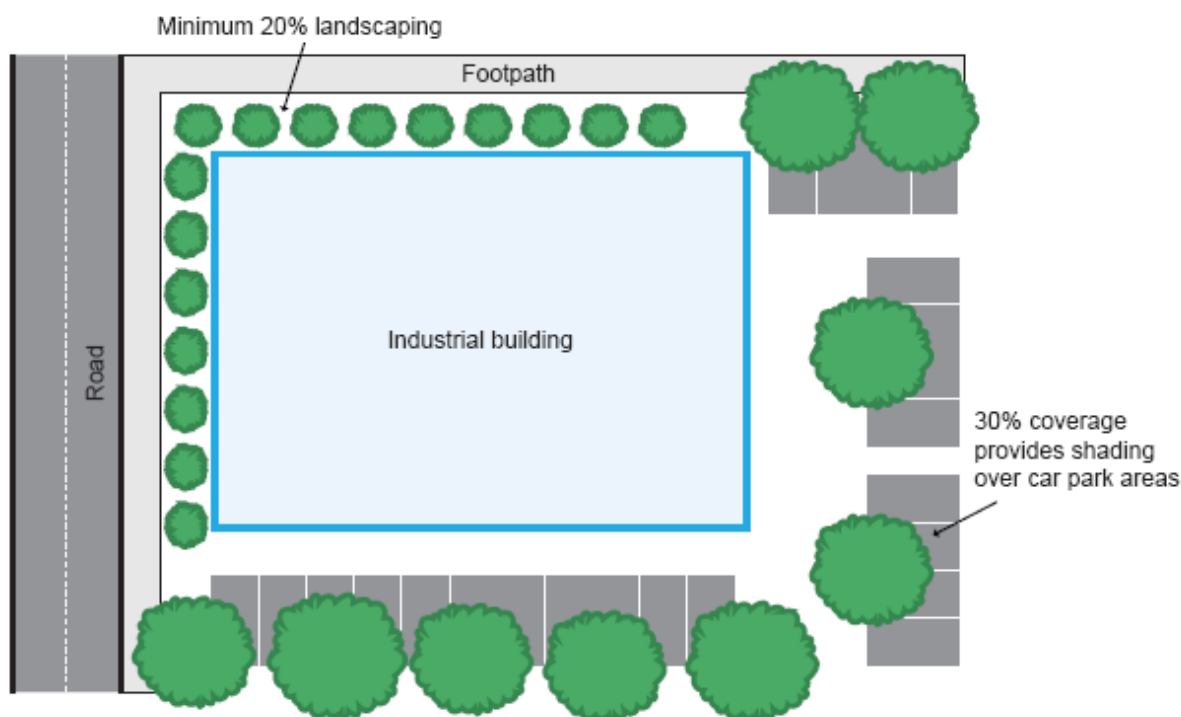 Minimum 20% landscaping
Footpath
Industrial building
Road
30% coverage
provides shading
over car park areas